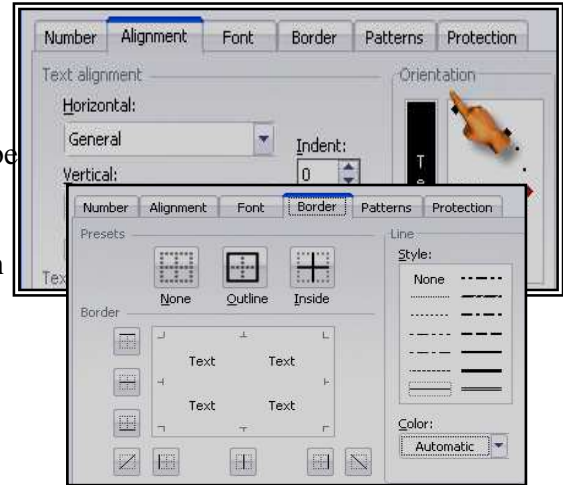 Number Alignment Font Border Patterns Protection
Text alignment
Orientation
Horizontal:
General
Indent:
0
Vertical:
Te
Number Alignment Font Border Patterns Protection
Presets
Line
None Outline Inside
Style:
None
Border
Text Text
Text Text
Color:
Automatic